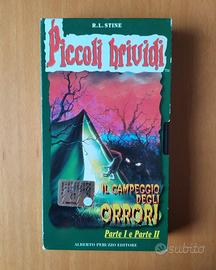 R.L. STINE
Piccoli brividi
IL CAMPEGGIO
DEGLI
ORRORI
Parte I e Parte II
ALBERTO PERUZZO EDITORE
subito